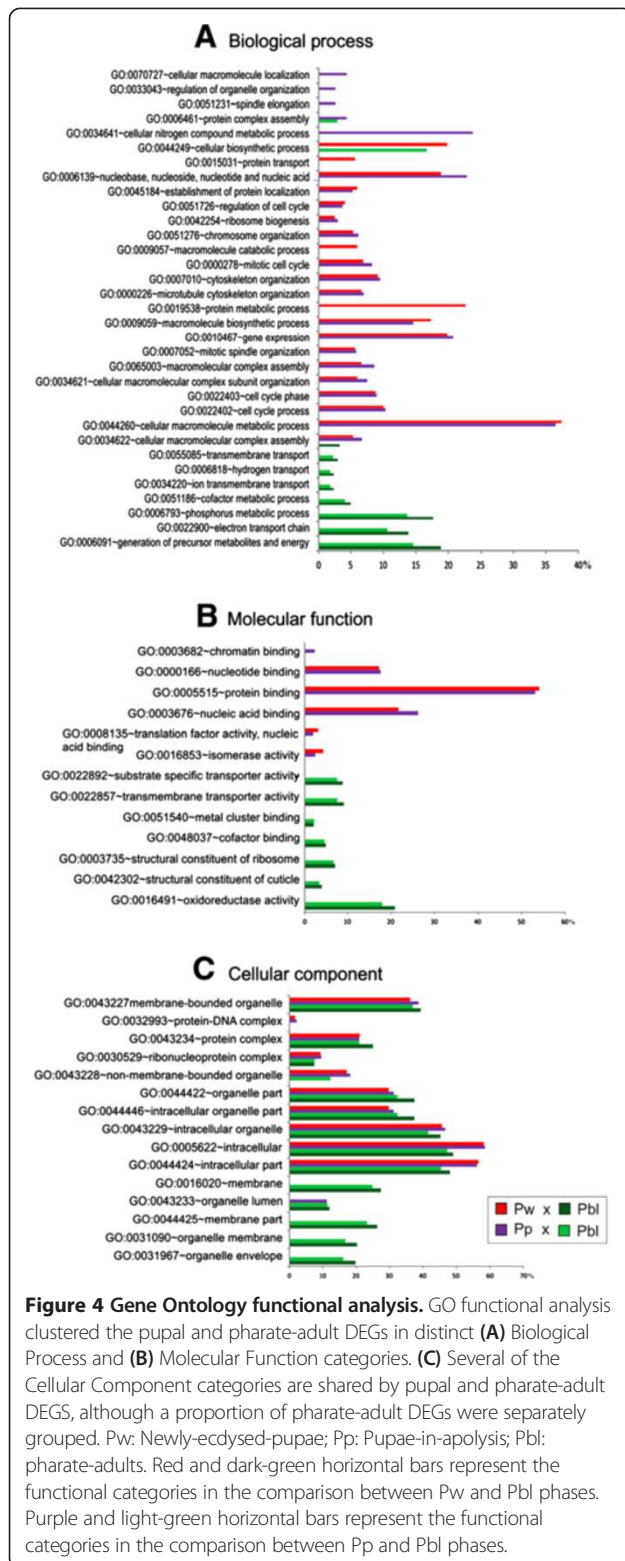 A Biological process
GO:0070727~cellular macromolecule localization
GO:0033043~regulation of organelle organization
GO:0051231~spindle elongation
GO:0006461~protein complex assembly
GO:0034641~cellular nitrogen compound metabolic process
GO:0044249~cellular biosynthetic process
GO:0015031~protein transport
GO:0006139~nucleobase, nucleoside, nucleotide and nucleic acid
GO:0045184~establishment of protein localization
GO:0051726~regulation of cell cycle
GO:0042254~ribosome biogenesis
GO:0051276~chromosome organization
GO:0009057~macromolecule catabolic process
GO:0000278~mitotic cell cycle
GO:0007010~cytoskeleton organization
GO:0000226~microtubule cytoskeleton organization
GO:0019538~protein metabolic process
GO:0009059~macromolecule biosynthetic process
GO:0010467~gene expression
GO:0007052~mitotic spindle organization
GO:0065003~macromolecular complex assembly
GO:0034621~cellular macromolecular complex subunit organization
GO:0022403~cell cycle phase
GO:0022402~cell cycle process
GO:0044260~cellular macromolecule metabolic process
GO:0034622~cellular macromolecular complex assembly
GO:0055085~transmembrane transport
GO:0006818~hydrogen transport
GO:0034220~ion transmembrane transport
GO:0051186~cofactor metabolic process
GO:0006793~phosphorus metabolic process
GO:0022900~electron transport chain
GO:0006091~generation of precursor metabolites and energy
0 5 10 15 20 25 30 35 40%
B Molecular function
GO:0003682~chromatin binding
GO:0000166~nucleotide binding
GO:0005515~protein binding
GO:0003676~nucleic acid binding
GO:0008135~translation factor activity, nucleic
acid binding
GO:0016853~isomerase activity
GO:0022892~substrate specific transporter activity
GO:0022857~transmembrane transporter activity
GO:0051540~metal cluster binding
GO:0048037~cofactor binding
GO:0003735~structural constituent of ribosome
GO:0042302~structural constituent of cuticle
GO:0016491~oxidoreductase activity
0 10 20 30 40 50 60%
C Cellular component
GO:0043227membrane-bounded organelle
GO:0032993~protein-DNA complex
GO:0043234~protein complex
GO:0030529~ribonucleoprotein complex
GO:0043228~non-membrane-bounded organelle
GO:0044422~organelle part
GO:0044446~intracellular organelle part
GO:0043229~intracellular organelle
GO:0005622~intracellular
GO:0044424~intracellular part
GO:0016020~membrane
GO:0043233~organelle lumen
GO:0044425~membrane part
GO:0031090~organelle membrane
GO:0031967~organelle envelope
Pw x Pbl
Pp x Pbl
0 10 20 30 40 50 60 70%
Figure 4 Gene Ontology functional analysis. GO functional analysis
clustered the pupal and pharate-adult DEGs in distinct (A) Biological
Process and (B) Molecular Function categories. (C) Several of the
Cellular Component categories are shared by pupal and pharate-adult
DEGS, although a proportion of pharate-adult DEGs were separately
grouped. Pw: Newly-ecdysed-pupae; Pp: Pupae-in-apolysis; Pbl:
pharate-adults. Red and dark-green horizontal bars represent the
functional categories in the comparison between Pw and Pbl phases.
Purple and light-green horizontal bars represent the functional
categories in the comparison between Pp and Pbl phases.